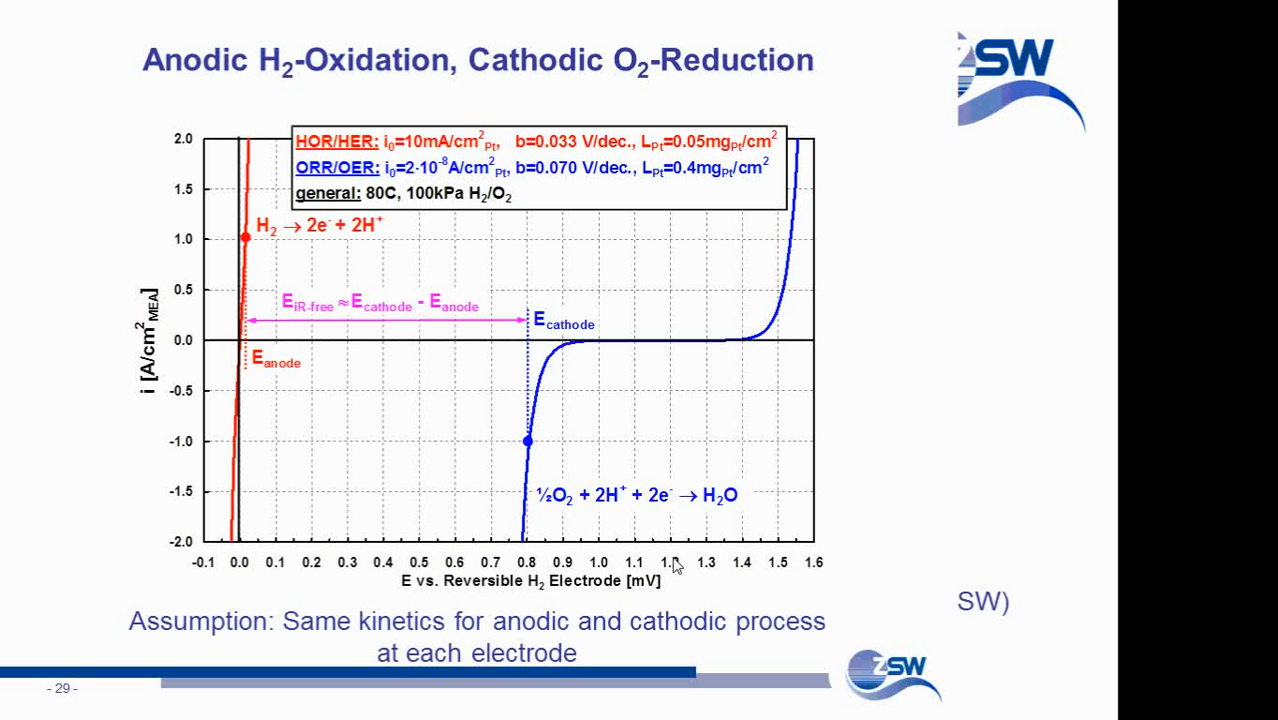 Anodic H₂-Oxidation, Cathodic O₂-Reduction
ZSW
HOR/HER: i₀=10mA/cm²Pt, b=0.033 V/dec., LPt=0.05mgPt/cm²
ORR/OER: i₀=2·10⁻⁸A/cm²Pt, b=0.070 V/dec., LPt=0.4mgPt/cm²
general: 80C, 100kPa H₂/O₂
H₂ → 2e⁻ + 2H⁺
EiR-free ≈ Ecathode - Eanode
Ecathode
Eanode
½O₂ + 2H⁺ + 2e⁻ → H₂O
i [A/cm²MEA]
2.0
1.5
1.0
0.5
0.0
-0.5
-1.0
-1.5
-2.0
-0.1 0.0 0.1 0.2 0.3 0.4 0.5 0.6 0.7 0.8 0.9 1.0 1.1 1.2 1.3 1.4 1.5 1.6
E vs. Reversible H₂ Electrode [mV]
SW)
Assumption: Same kinetics for anodic and cathodic process
at each electrode
- 29 -
ZSW